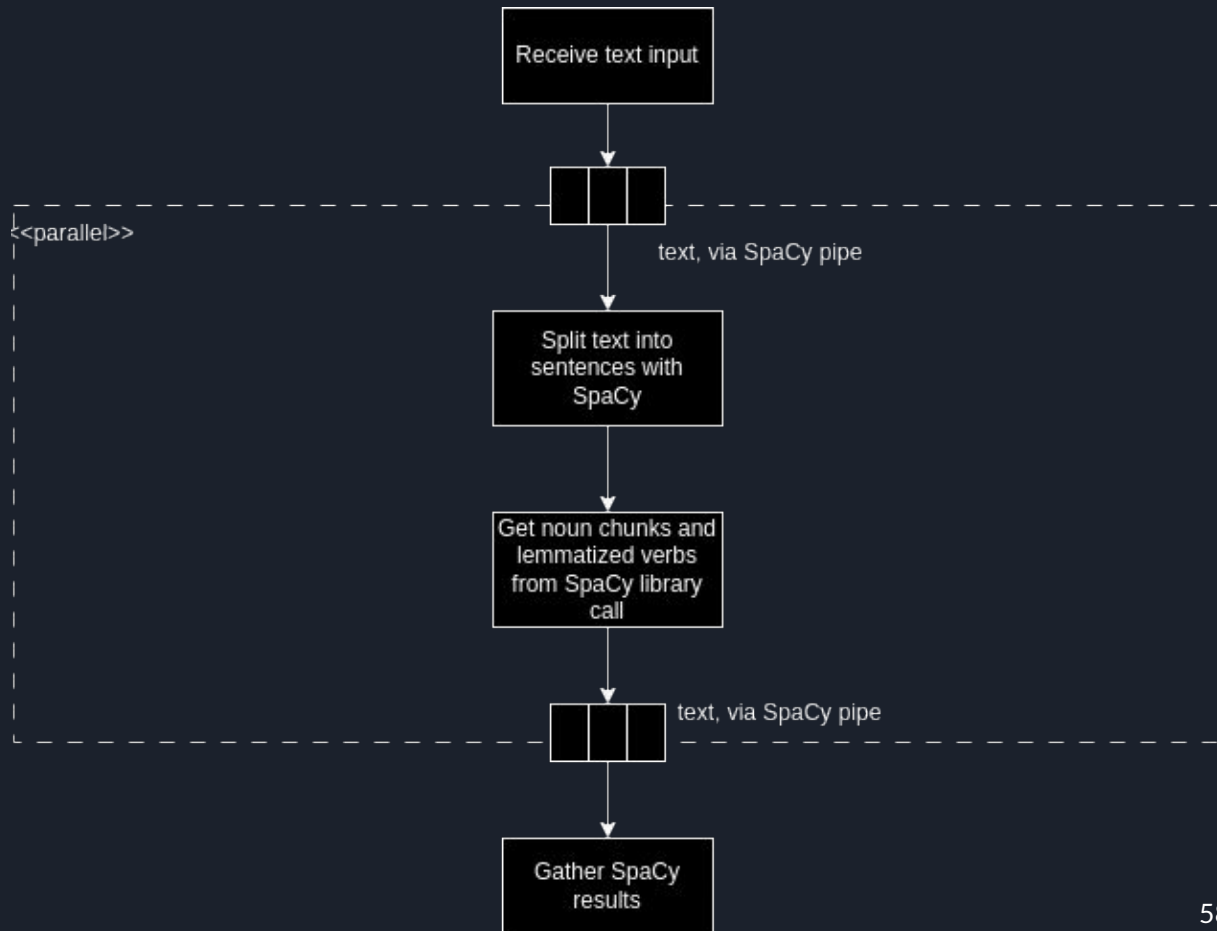 Receive text input
<<parallel>>
text, via SpaCy pipe
Split text into
sentences with
SpaCy
Get noun chunks and
lemmatized verbs
from SpaCy library
call
text, via SpaCy pipe
Gather SpaCy
results